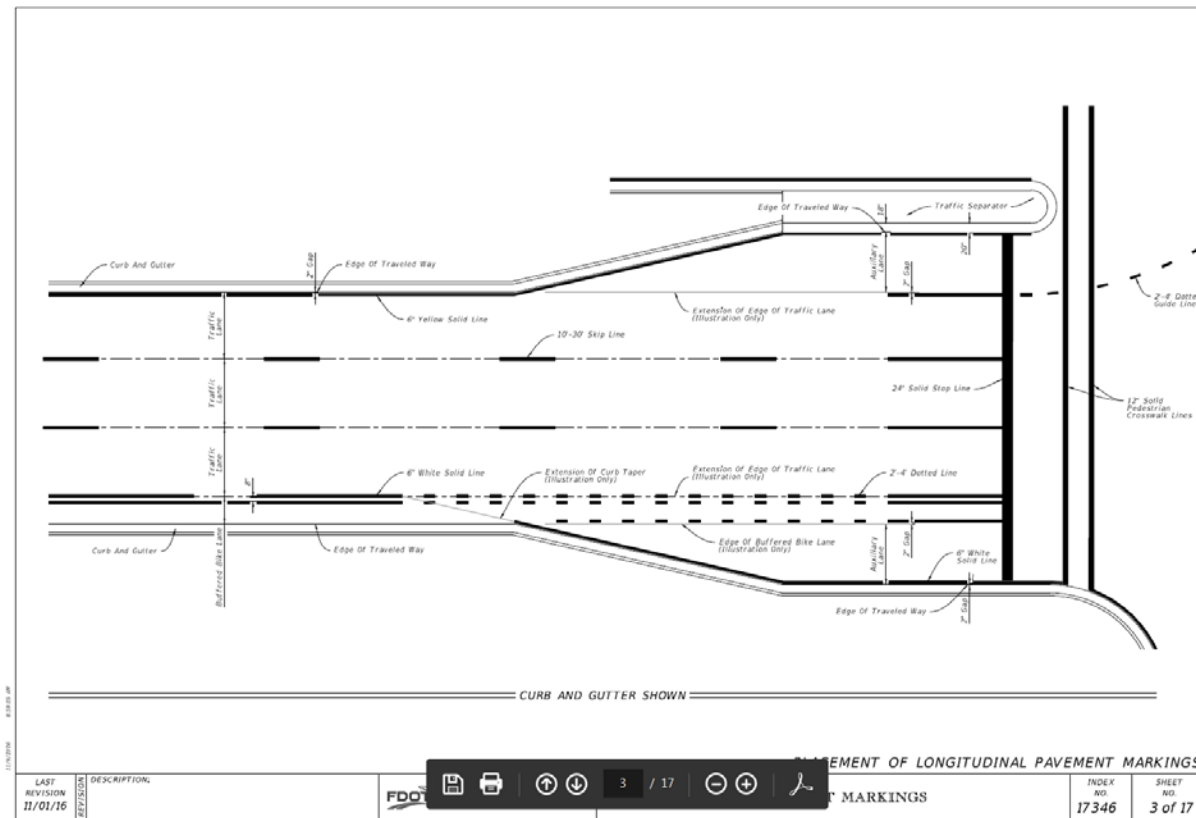 Edge Of Traveled Way
18"
Traffic Separator
Curb And Gutter
2" Gap
Edge Of Traveled Way
Auxiliary
Lane
2" Gap
20"
6" Yellow Solid Line
Extension Of Edge Of Traffic Lane
(Illustration Only)
2'-4' Dotted
Guide Line
Traffic
Lane
10'-30' Skip Line
24" Solid Stop Line
12" Solid
Pedestrian
Crosswalk Lines
Traffic
Lane
Traffic
Lane
6" White Solid Line
Extension Of Curb Taper
(Illustration Only)
Extension Of Edge Of Traffic Lane
(Illustration Only)
2'-4' Dotted Line
Curb And Gutter
Edge Of Traveled Way
Buffered Bike Lane
Edge Of Buffered Bike Lane
(Illustration Only)
Auxiliary
Lane
2" Gap
6" White
Solid Line
Edge Of Traveled Way
CURB AND GUTTER SHOWN
EMENT OF LONGITUDINAL PAVEMENT MARKINGS
LAST
REVISION
11/01/16
REVISION
DESCRIPTION:
FDOT
3 / 17
T MARKINGS
INDEX
NO.
17346
SHEET
NO.
3 of 17